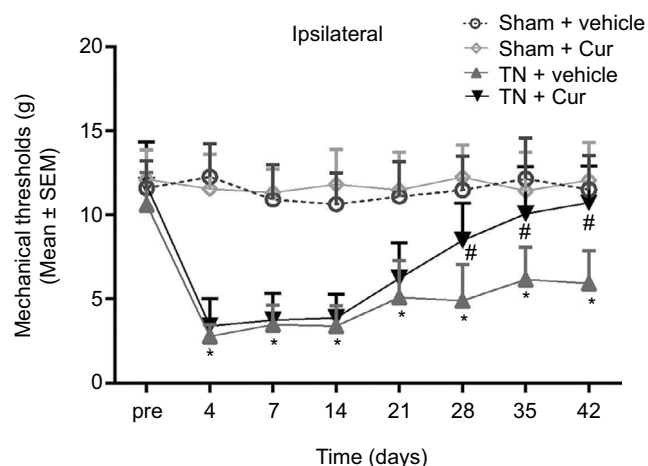 Ipsilateral
Sham + vehicle
Sham + Cur
TN + vehicle
TN + Cur
Mechanical thresholds (g)
(Mean ± SEM)
20
15
10
5
0
# # #
* * * * * * *
pre 4 7 14 21 28 35 42
Time (days)